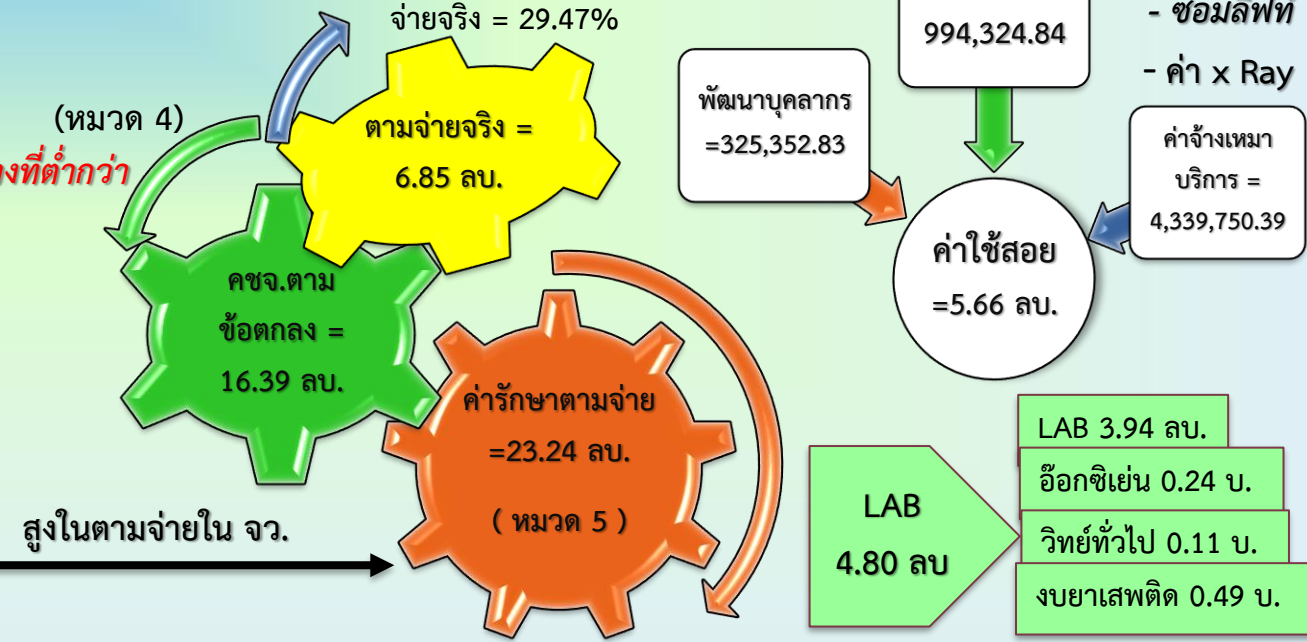 จ่ายจริง = 29.47%
(หมวด 4)
ที่ต่ำกว่า
ตามจ่ายจริง =
6.85 ลบ.
คชจ.ตาม
ข้อตกลง =
16.39 ลบ.
ค่ารักษาตามจ่าย
=23.24 ลบ.
( หมวด 5 )
สูงในตามจ่ายใน จว.
994,324.84
- ซ่อมลิฟท์
- ค่า x Ray
พัฒนาบุคลากร
=325,352.83
ค่าจ้างเหมา
บริการ =
4,339,750.39
ค่าใช้สอย
=5.66 ลบ.
LAB
4.80 ลบ
LAB 3.94 ลบ.
อ๊อกซิเย่น 0.24 บ.
วิทย์ทั่วไป 0.11 บ.
งบยาเสพติด 0.49 บ.